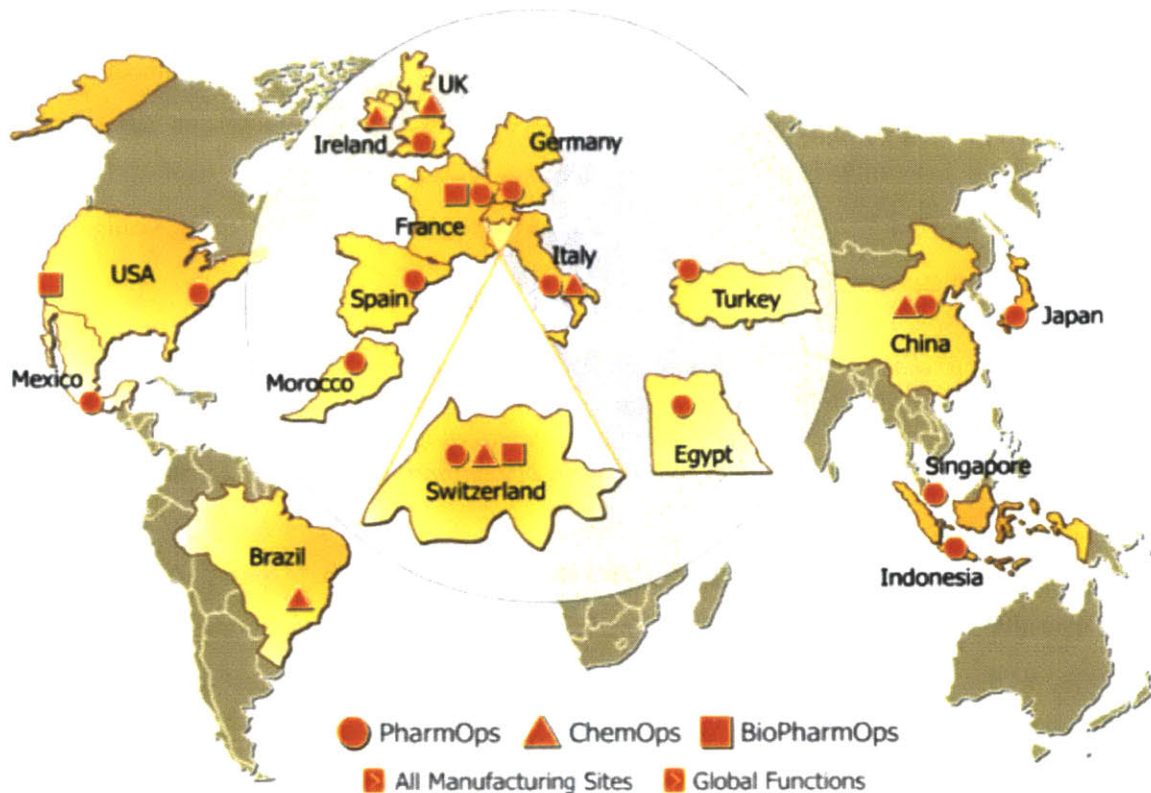 UK
Ireland
Germany
France
USA
Italy
Spain
Turkey
Japan
China
Mexico
Morocco
Egypt
Singapore
Switzerland
Brazil
Indonesia
PharmOps ChemOps BioPharmOps
All Manufacturing Sites Global Functions